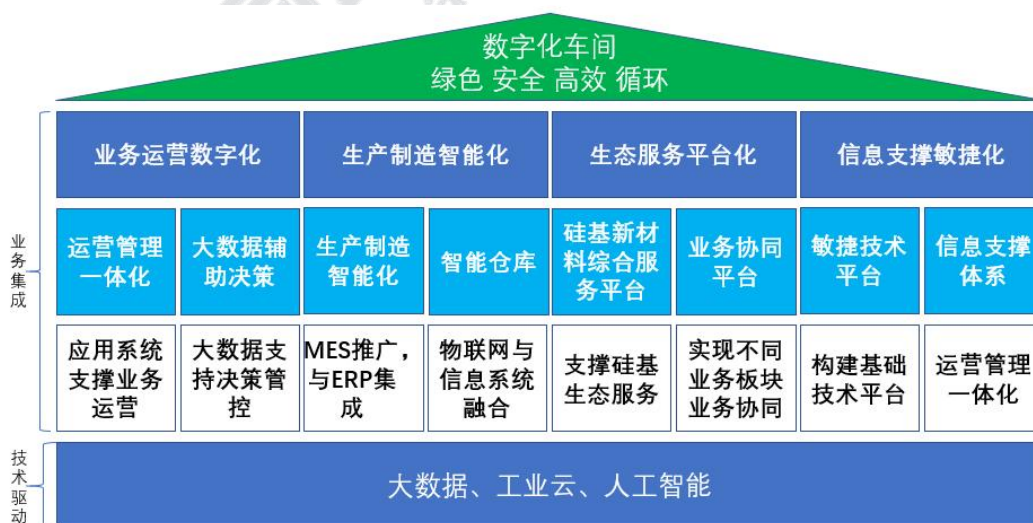 数字化车间
绿色 安全 高效 循环
业务运营数字化
生产制造智能化
生态服务平台化
信息支撑敏捷化
业务集成
运营管理
一体化
大数据辅
助决策
生产制造
智能化
智能仓库
硅基新材
料综合服
务平台
业务协同
平台
敏捷技术
平台
信息支撑
体系
应用系统
支撑业务
运营
大数据支
持决策管
控
MES推广，
与ERP集
成
物联网与
信息系统
融合
支撑硅基
生态服务
实现不同
业务板块
业务协同
构建基础
技术平台
运营管理
一体化
技术驱动
大数据、工业云、人工智能